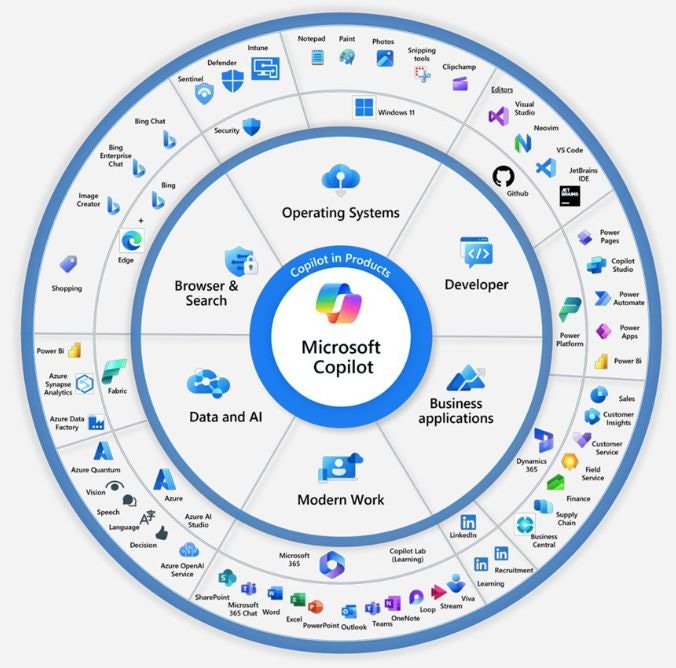 Copilot in Products
Microsoft
Copilot
Operating Systems
Developer
Business
applications
Modern Work
Data and AI
Browser &
Search
Windows 11
Notepad
Paint
Photos
Snipping
tools
Clipchamp
Editors
Visual
Studio
Neovim
VS Code
JetBrains
IDE
JET
BRAINS
Github
Power
Platform
Power
Pages
Copilot
Studio
Power
Automate
Power
Apps
Power Bi
Dynamics
365
Sales
Customer
Insights
Customer
Service
Field
Service
Finance
Supply
Chain
Business
Central
LinkedIn
Recruitment
Learning
Microsoft
365
Copilot Lab
(Learning)
SharePoint
Microsoft
365 Chat
Word
Excel
PowerPoint
Outlook
Teams
OneNote
Loop
Stream
Viva
Azure
Azure AI
Studio
Azure Quantum
Vision
Speech
Language
Decision
Azure OpenAI
Service
Fabric
Power Bi
Azure
Synapse
Analytics
Azure Data
Factory
Edge
+
Bing
Shopping
Image
Creator
Bing
Enterprise
Chat
Bing Chat
Security
Sentinel
Defender
Intune